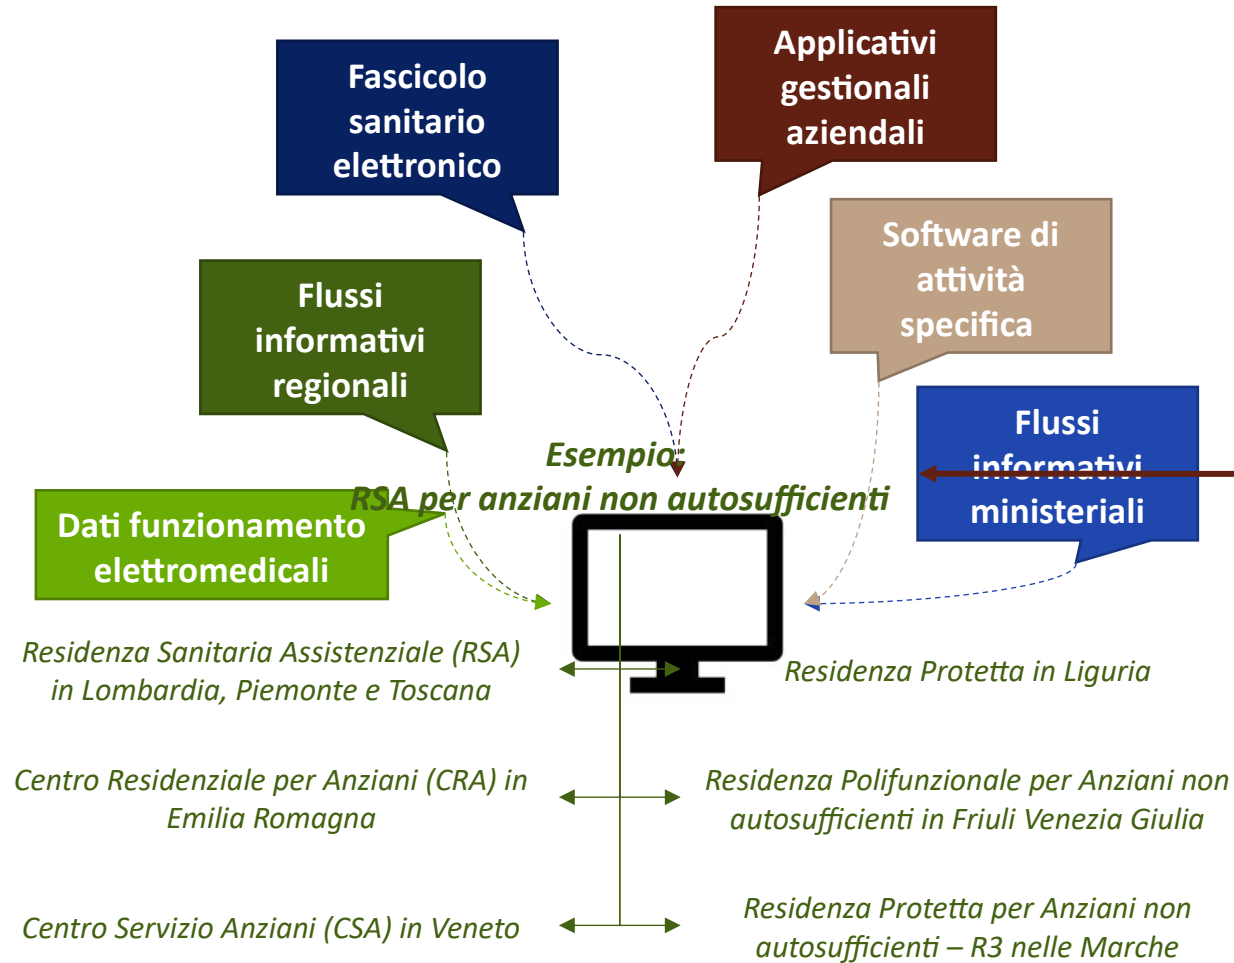 Fascicolo
sanitario
elettronico
Applicativi
gestionali
aziendali
Software di
attività
specifica
Flussi
informativi
regionali
Flussi
informativi
ministeriali
Esempio:
RSA per anziani non autosufficienti
Dati funzionamento
elettromedicali
Residenza Sanitaria Assistenziale (RSA)
in Lombardia, Piemonte e Toscana
Residenza Protetta in Liguria
Centro Residenziale per Anziani (CRA) in
Emilia Romagna
Residenza Polifunzionale per Anziani non
autosufficienti in Friuli Venezia Giulia
Centro Servizio Anziani (CSA) in Veneto
Residenza Protetta per Anziani non
autosufficienti – R3 nelle Marche